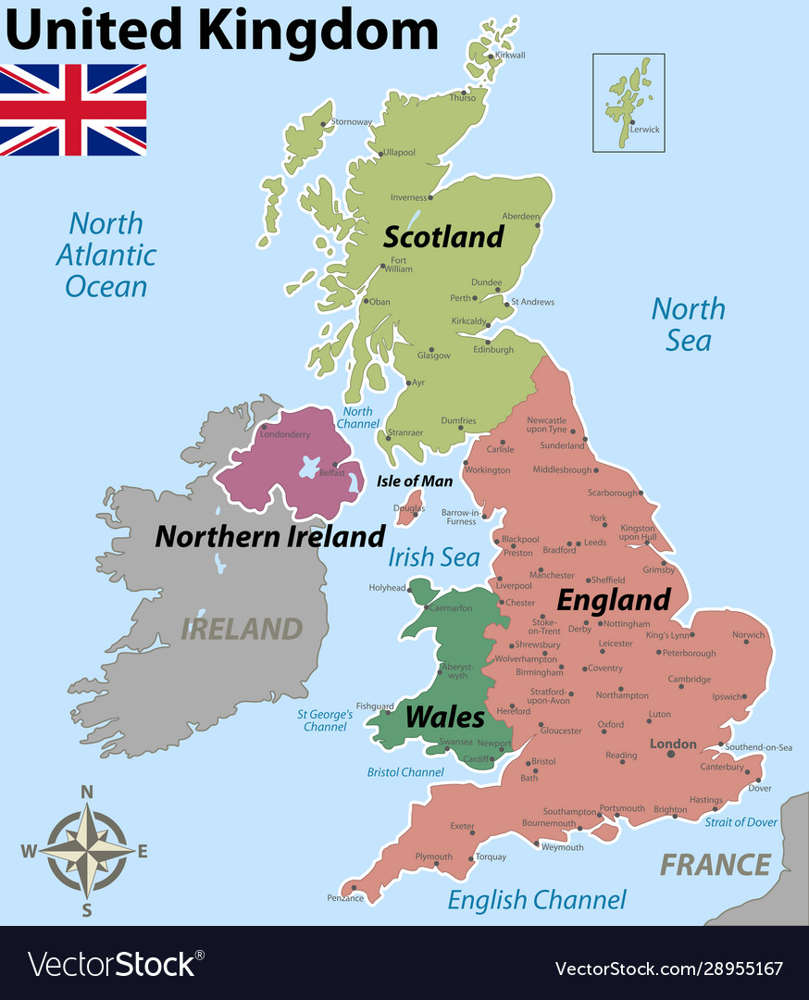 United Kingdom
Kirkwall
Thurso
Lerwick
Stornoway
Ullapool
Inverness
Aberdeen
North
Atlantic
Ocean
Scotland
Fort
William
Dundee
Perth
St Andrews
Oban
North
Sea
Kirkcaldy
Edinburgh
Glasgow
Ayr
North
Channel
Dumfries
Stranraer
Londonderry
Newcastle
upon Tyne
Sunderland
Carlisle
Belfast
Workington
Middlesbrough
Isle of Man
Scarborough
Douglas
Barrow-in-
Furness
York
Kingston
upon Hull
Northern Ireland
Blackpool
Preston
Bradford
Leeds
Irish Sea
Grimsby
Manchester
Sheffield
Holyhead
Liverpool
England
Chester
Caernarfon
IRELAND
Stoke-
on-Trent
Derby
Nottingham
King's Lynn
Norwich
Shrewsbury
Leicester
Peterborough
Wolverhampton
Aberyst-
wyth
Birmingham
Coventry
Cambridge
Stratford-
upon-Avon
Northampton
Ipswich
Fishguard
St George's
Channel
Wales
Hereford
Luton
Gloucester
Oxford
Swansea
Newport
London
Southend-on-Sea
Cardiff
Bristol
Reading
Canterbury
Bristol Channel
Bath
Dover
Hastings
Southampton
Portsmouth
Brighton
Strait of Dover
Bournemouth
Exeter
Weymouth
Plymouth
Torquay
FRANCE
Penzance
English Channel
N
W
E
S
VectorStock®
VectorStock.com/28955167